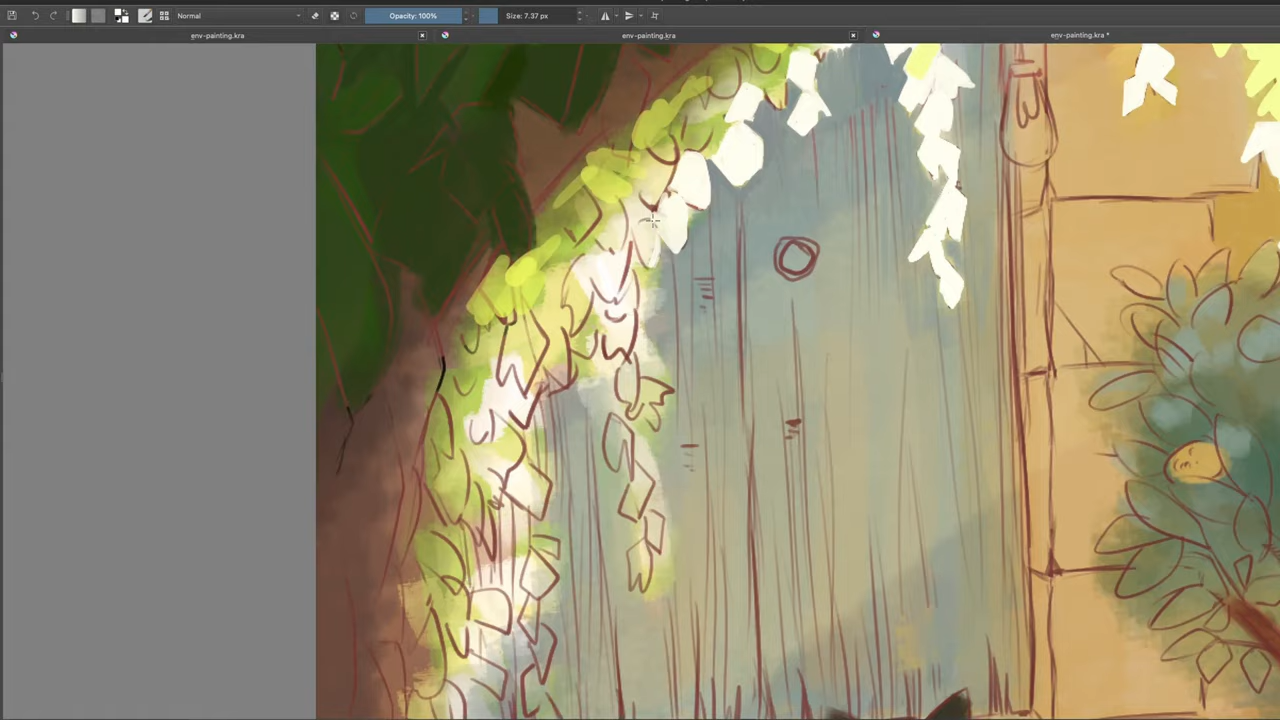 Normal
Opacity: 100%
Size: 7.37 px
env-painting.kra
env-painting.kra
env-painting.kra *